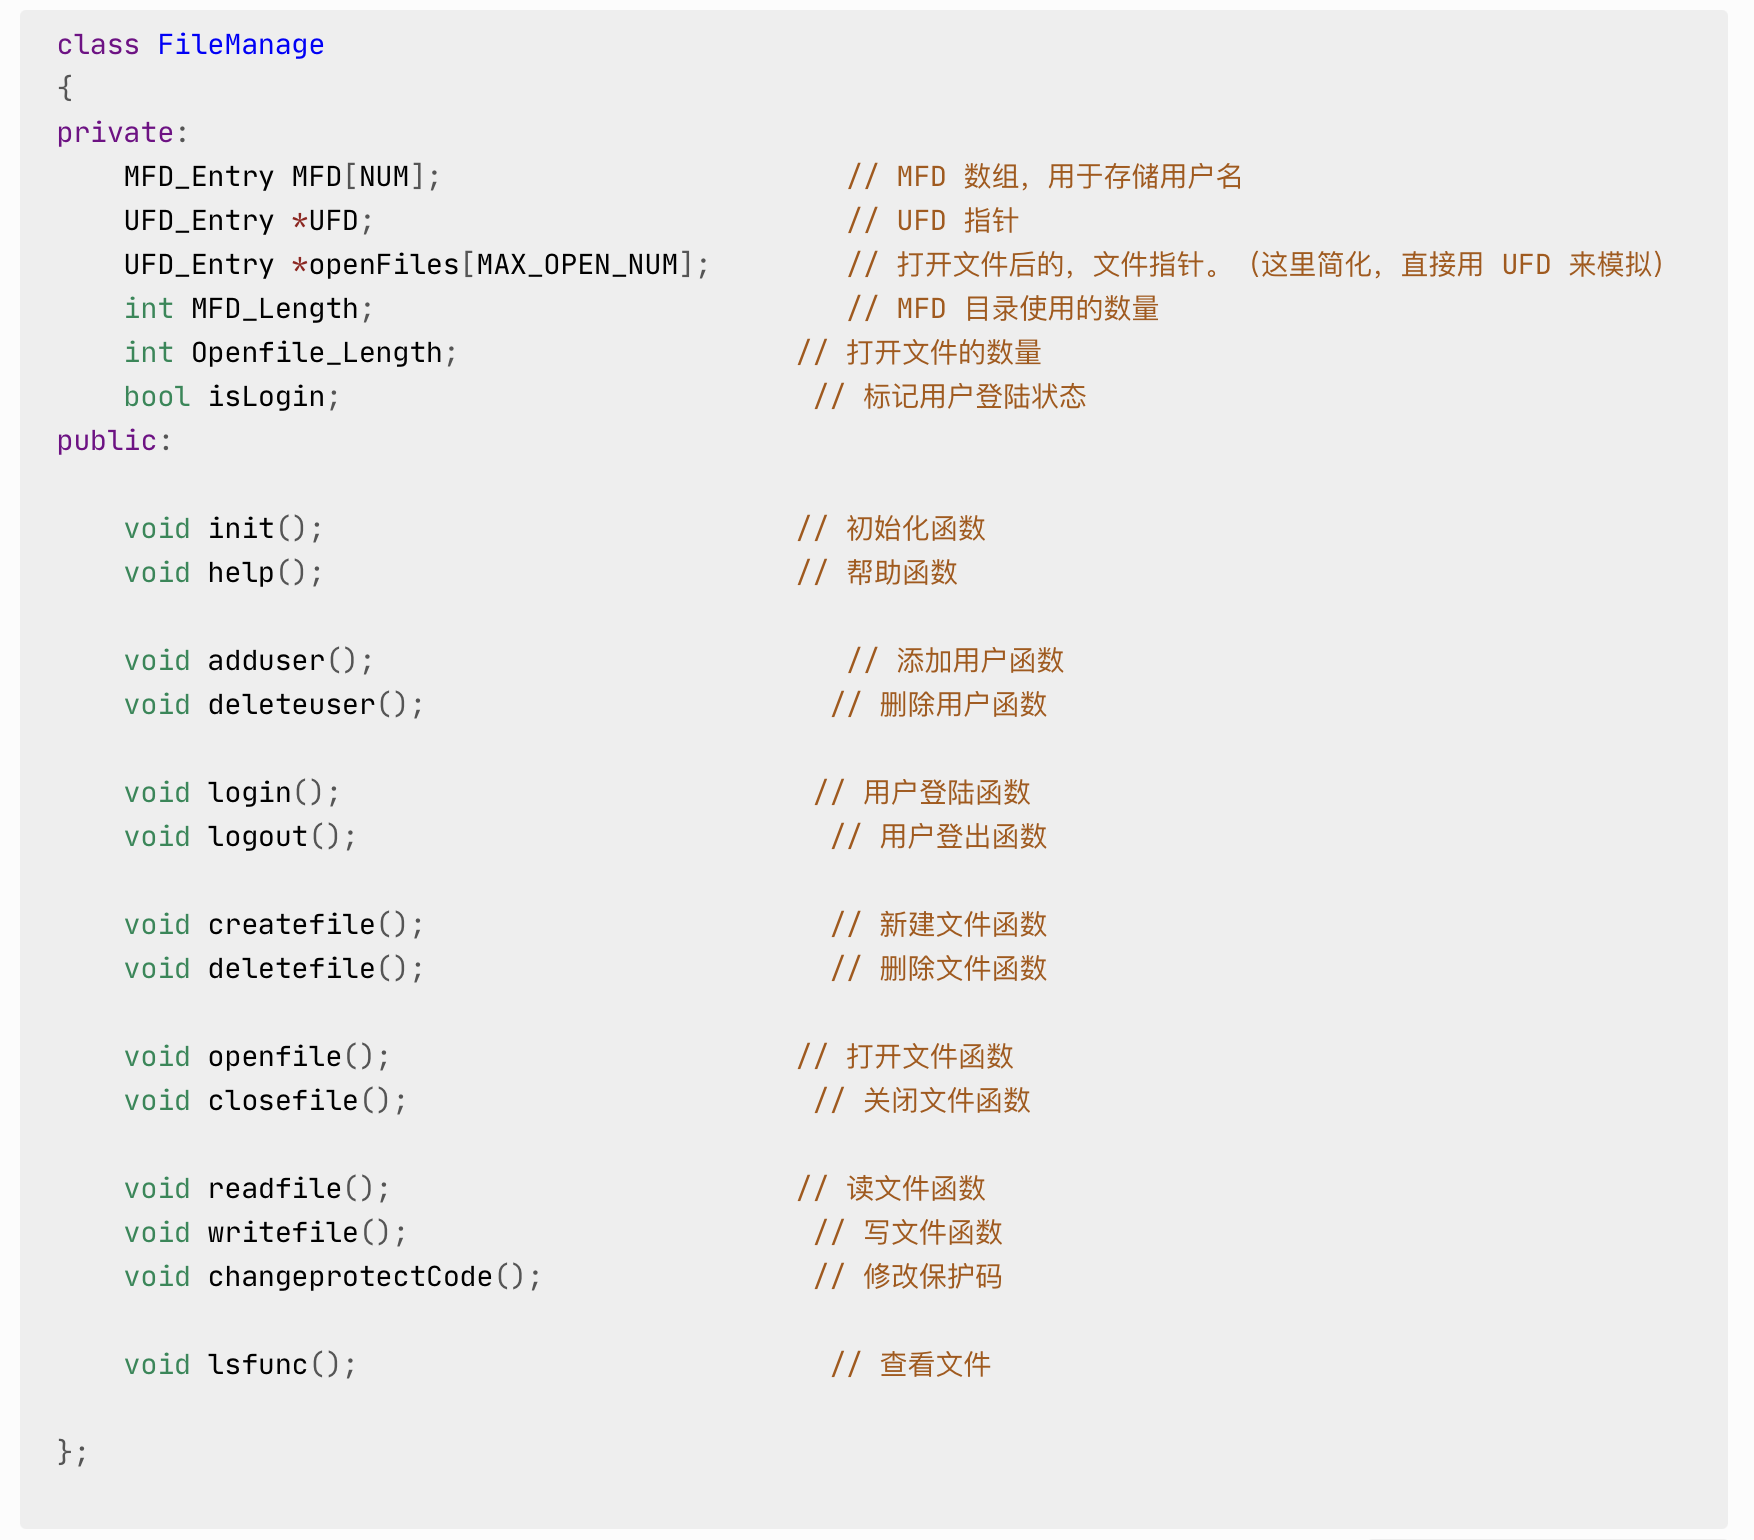 class FileManage
{
private:
    MFD_Entry MFD[NUM];                        // MFD 数组，用于存储用户名
    UFD_Entry *UFD;                            // UFD 指针
    UFD_Entry *openFiles[MAX_OPEN_NUM];        // 打开文件后的，文件指针。（这里简化，直接用 UFD 来模拟）
    int MFD_Length;                            // MFD 目录使用的数量
    int Openfile_Length;                    // 打开文件的数量
    bool isLogin;                            // 标记用户登陆状态
public:
    void init();                            // 初始化函数
    void help();                            // 帮助函数
    void adduser();                            // 添加用户函数
    void deleteuser();                        // 删除用户函数
    void login();                            // 用户登陆函数
    void logout();                            // 用户登出函数
    void createfile();                        // 新建文件函数
    void deletefile();                        // 删除文件函数
    void openfile();                        // 打开文件函数
    void closefile();                        // 关闭文件函数
    void readfile();                        // 读文件函数
    void writefile();                        // 写文件函数
    void changeprotectCode();                // 修改保护码
    void lsfunc();                            // 查看文件
};